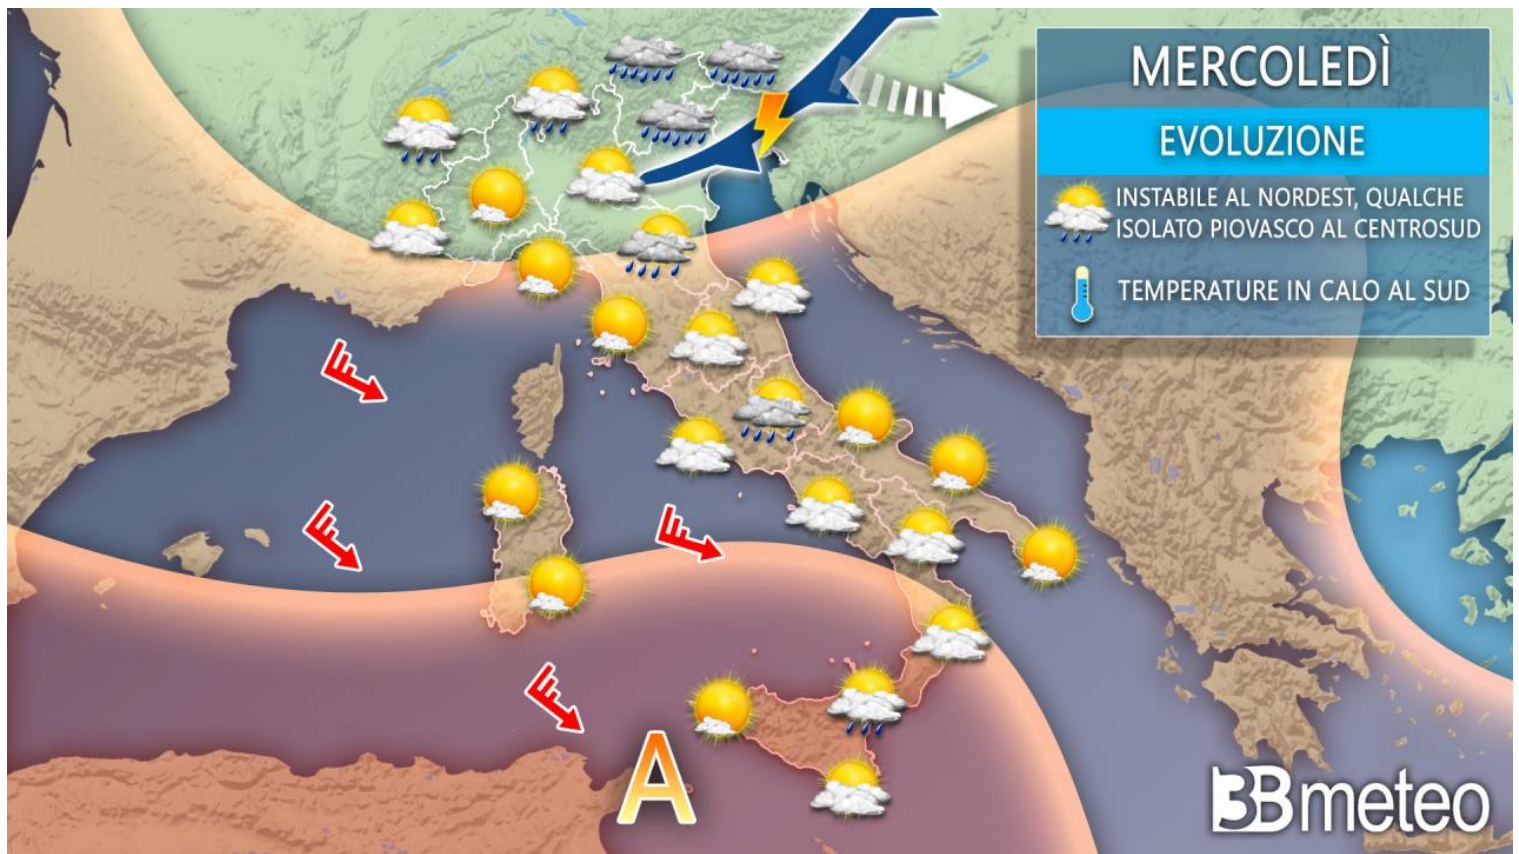 MERCOLEDÌ
EVOLUZIONE
INSTABILE AL NORDEST, QUALCHE
ISOLATO PIOVASCO AL CENTROSUD
TEMPERATURE IN CALO AL SUD
A
3Bmeteo